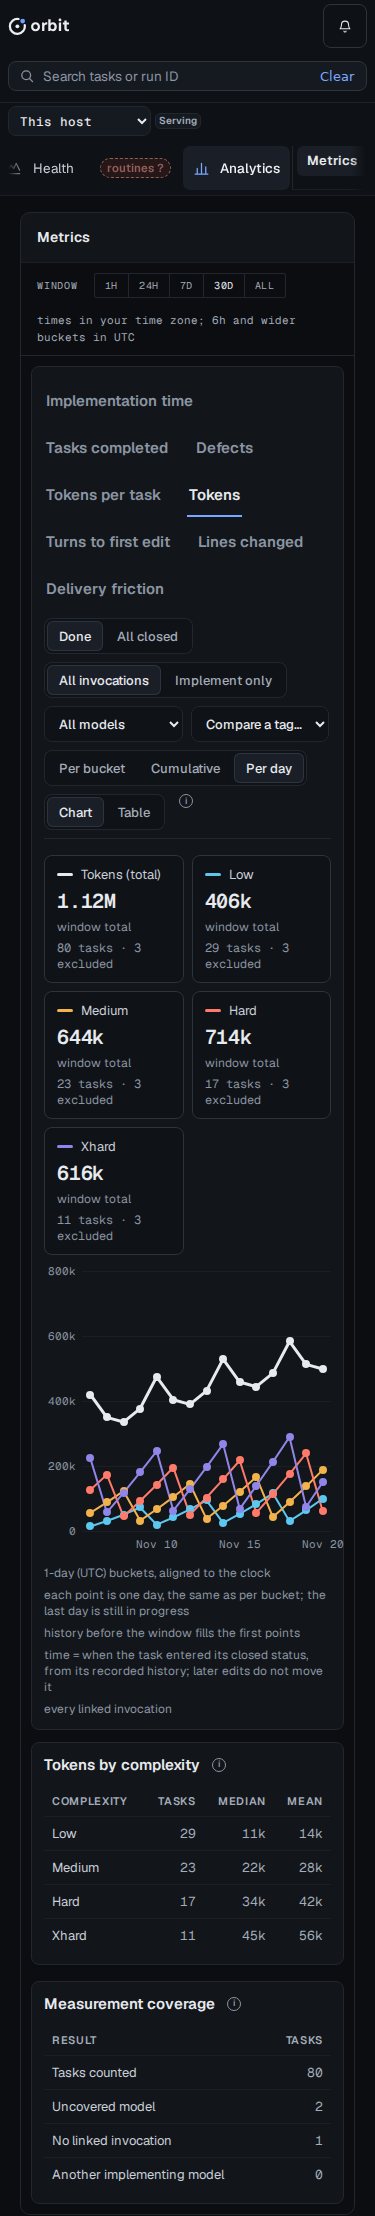 orbit
Search tasks or run ID Clear
This host Serving
Health routines ? Analytics Metrics
Metrics
WINDOW 1H 24H 7D 30D ALL
times in your time zone; 6h and wider
buckets in UTC
Implementation time
Tasks completed Defects
Tokens per task Tokens
Turns to first edit Lines changed
Delivery friction
Done All closed
All invocations Implement only
All models Compare a tag…
Per bucket Cumulative Per day
Chart Table i
Tokens (total) Low
1.12M 406k
window total window total
80 tasks · 3 29 tasks · 3
excluded excluded
Medium Hard
644k 714k
window total window total
23 tasks · 3 17 tasks · 3
excluded excluded
Xhard
616k
window total
11 tasks · 3
excluded
800k
600k
400k
200k
0
Nov 10 Nov 15 Nov 20
1-day (UTC) buckets, aligned to the clock
each point is one day, the same as per bucket; the
last day is still in progress
history before the window fills the first points
time = when the task entered its closed status,
from its recorded history; later edits do not move
it
every linked invocation
Tokens by complexity i
COMPLEXITY TASKS MEDIAN MEAN
Low 29 11k 14k
Medium 23 22k 28k
Hard 17 34k 42k
Xhard 11 45k 56k
Measurement coverage i
RESULT TASKS
Tasks counted 80
Uncovered model 2
No linked invocation 1
Another implementing model 0